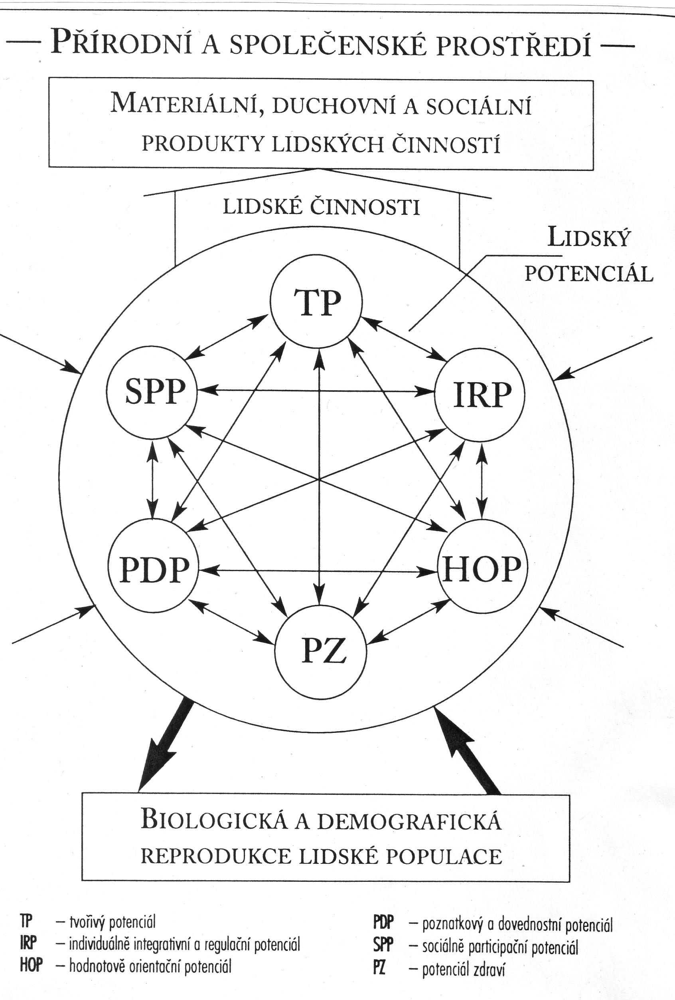 — PŘÍRODNÍ A SPOLEČENSKÉ PROSTŘEDÍ —
MATERIÁLNÍ, DUCHOVNÍ A SOCIÁLNÍ
PRODUKTY LIDSKÝCH ČINNOSTÍ
LIDSKÉ ČINNOSTI
LIDSKÝ
POTENCIÁL
TP
SPP
IRP
PDP
HOP
PZ
BIOLOGICKÁ A DEMOGRAFICKÁ
REPRODUKCE LIDSKÉ POPULACE
TP – tvořivý potenciál
IRP – individuálně integrativní a regulační potenciál
HOP – hodnotově orientační potenciál
PDP – poznatkový a dovednostní potenciál
SPP – sociálně participační potenciál
PZ – potenciál zdraví